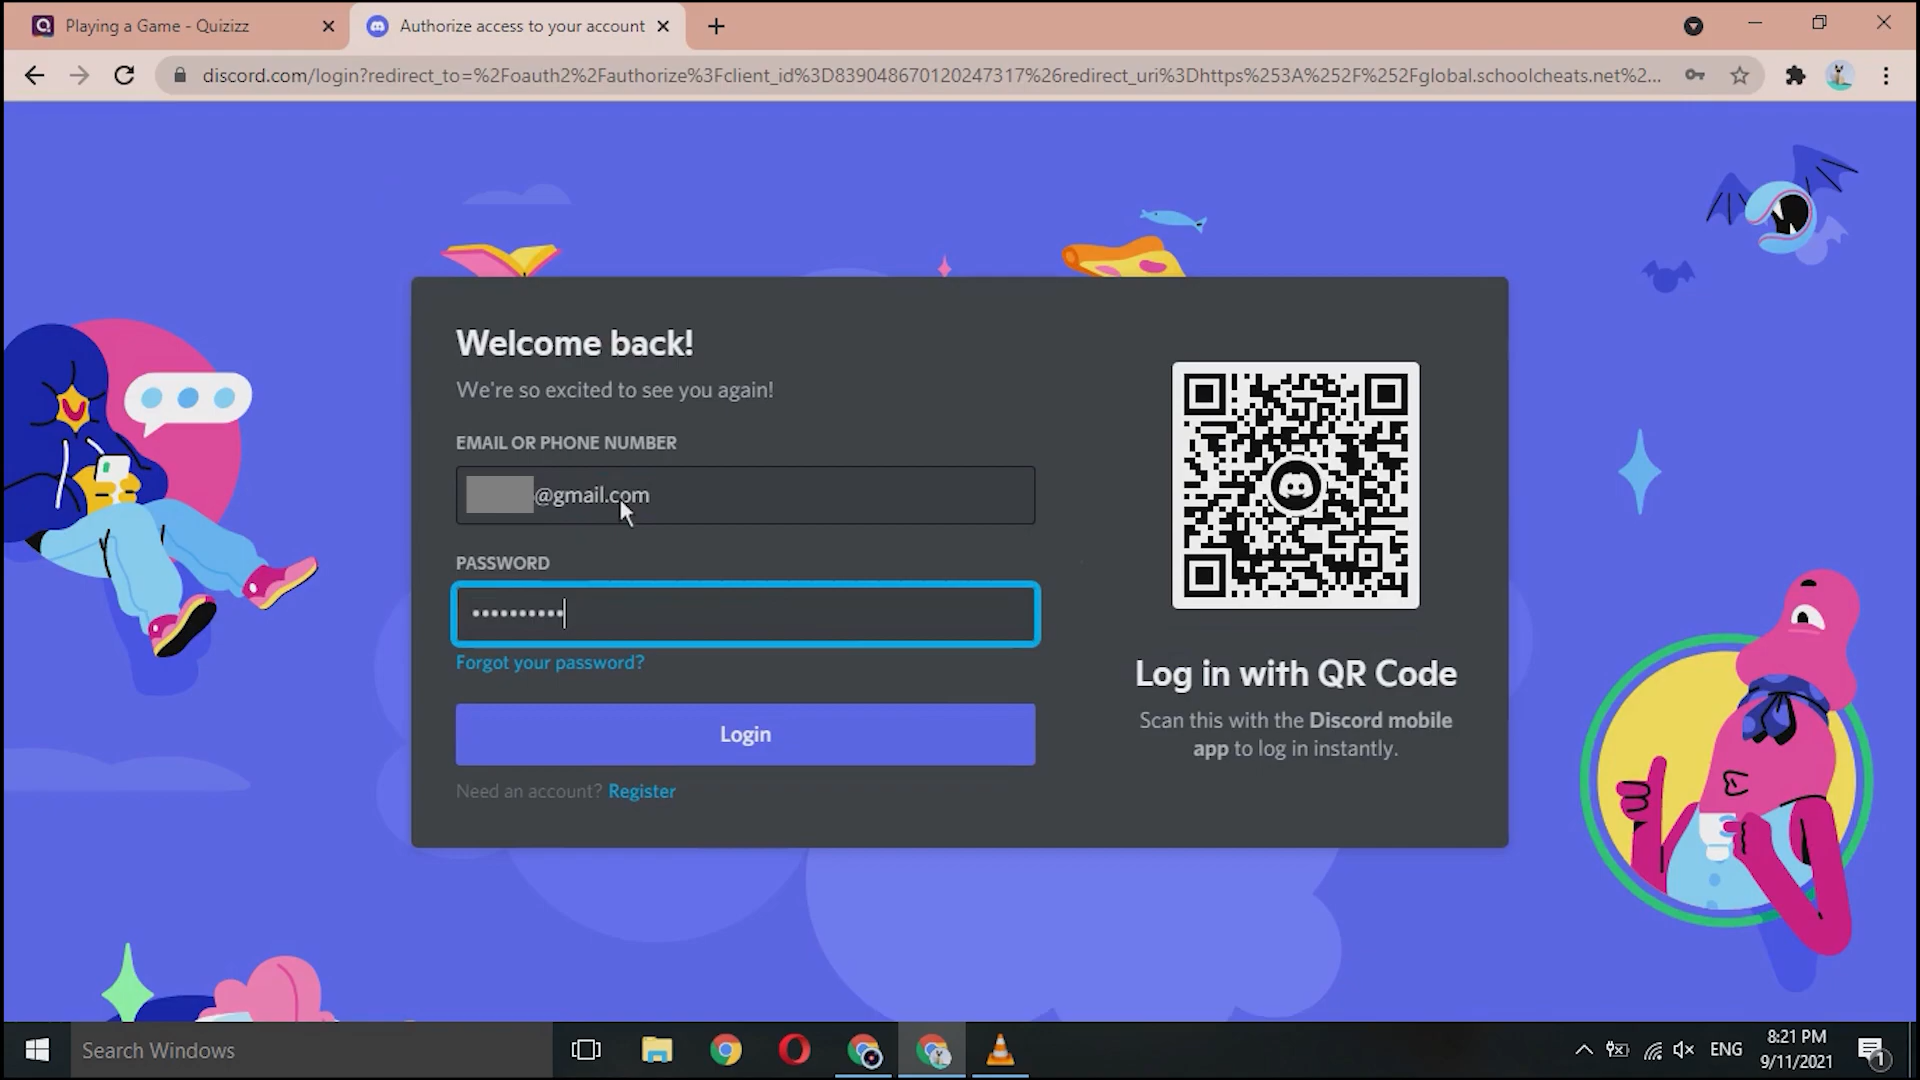 Playing a Game - Quizizz
Authorize access to your account
discord.com/login?redirect_to=%2Foauth2%2Fauthorize%3Fclient_id%3D839048670120247317%26redirect_uri%3Dhttps%253A%252F%252Fglobal.schoolcheats.net%2...
Welcome back!
We're so excited to see you again!
EMAIL OR PHONE NUMBER
@gmail.com
PASSWORD
••••••••••
Forgot your password?
Login
Need an account? Register
Log in with QR Code
Scan this with the Discord mobile
app to log in instantly.
Search Windows
ENG
8:21 PM
9/11/2021
1